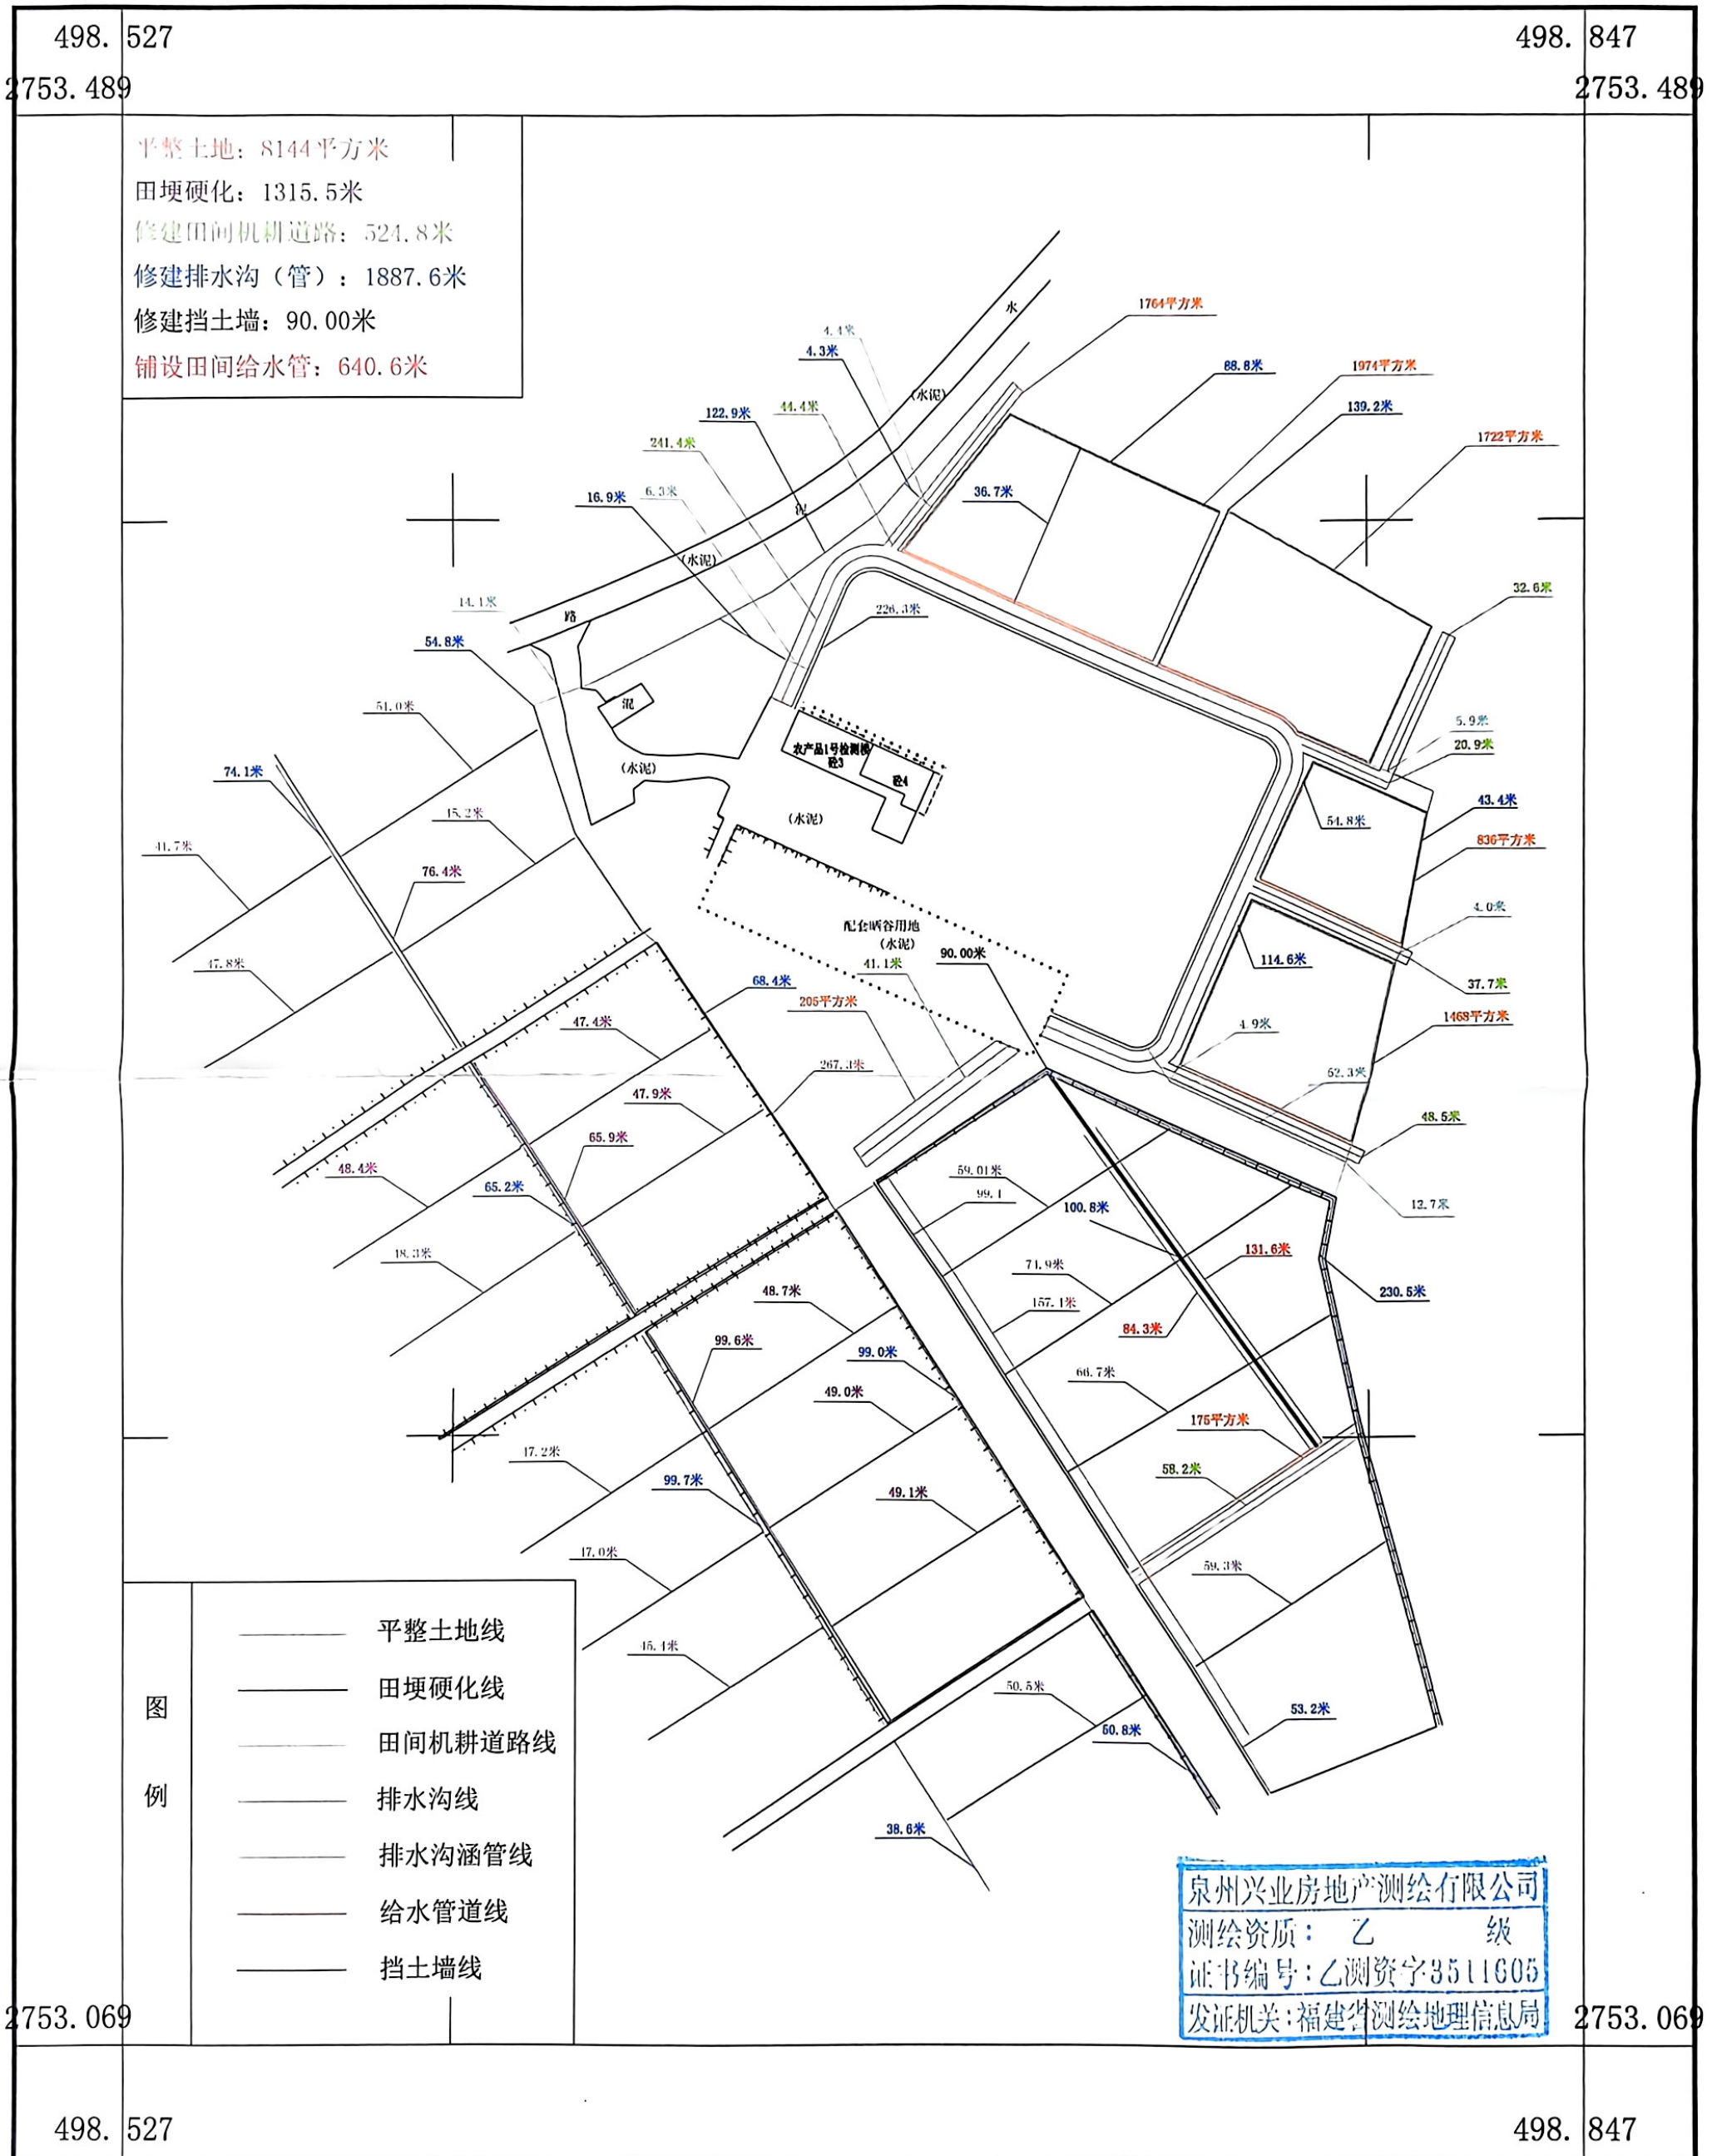 498. 527
498. 847
2753. 489
2753. 489
平整土地：8144平方米
田埂硬化：1315.5米
修建田间机耕道路：524.8米
修建排水沟（管）：1887.6米
修建挡土墙：90.00米
铺设田间给水管：640.6米
水
1764平方米
4.4米
4.3米
88.8米
1974平方米
(水泥)
139.2米
122.9米
44.4米
1722平方米
241.4米
16.9米
6.3米
36.7米
泥
(水泥)
32.6米
14.1米
路
226.3米
54.8米
51.0米
混
5.9米
20.9米
农产品1号检测楼
砼3
砼4
74.1米
(水泥)
43.4米
45.2米
(水泥)
54.8米
836平方米
41.7米
76.4米
4.0米
配套晒谷用地
(水泥)
90.00米
47.8米
41.1米
114.6米
68.4米
37.7米
205平方米
1468平方米
47.4米
4.9米
267.3米
52.3米
47.9米
48.5米
65.9米
48.4米
59.01米
65.2米
99.1
100.8米
12.7米
48.3米
131.6米
71.9米
48.7米
230.5米
157.1米
84.3米
99.6米
99.0米
66.7米
49.0米
175平方米
47.2米
58.2米
99.7米
49.1米
47.0米
59.3米
图
例
平整土地线
田埂硬化线
田间机耕道路线
排水沟线
排水沟涵管线
给水管道线
挡土墙线
45.4米
50.5米
50.8米
53.2米
38.6米
泉州兴业房地产测绘有限公司
测绘资质： 乙 级
证书编号：乙测资字3511605
发证机关：福建省测绘地理信息局
2753. 069
2753. 069
498. 527
498. 847